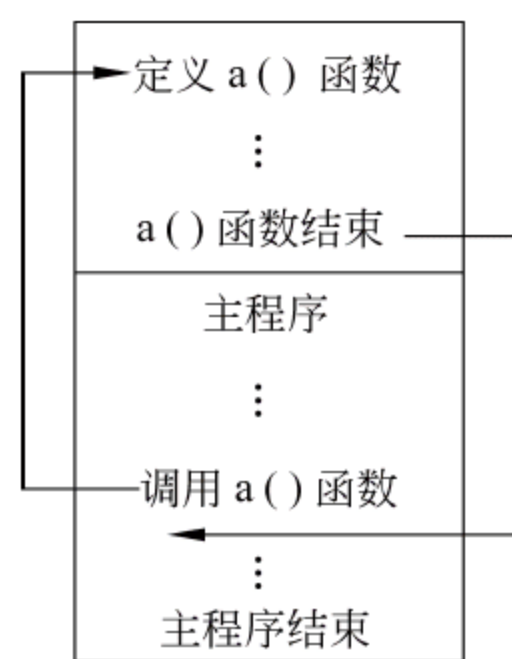 定义 a ( ) 函数
⋮
a ( ) 函数结束
主程序
⋮
调用 a ( ) 函数
⋮
主程序结束